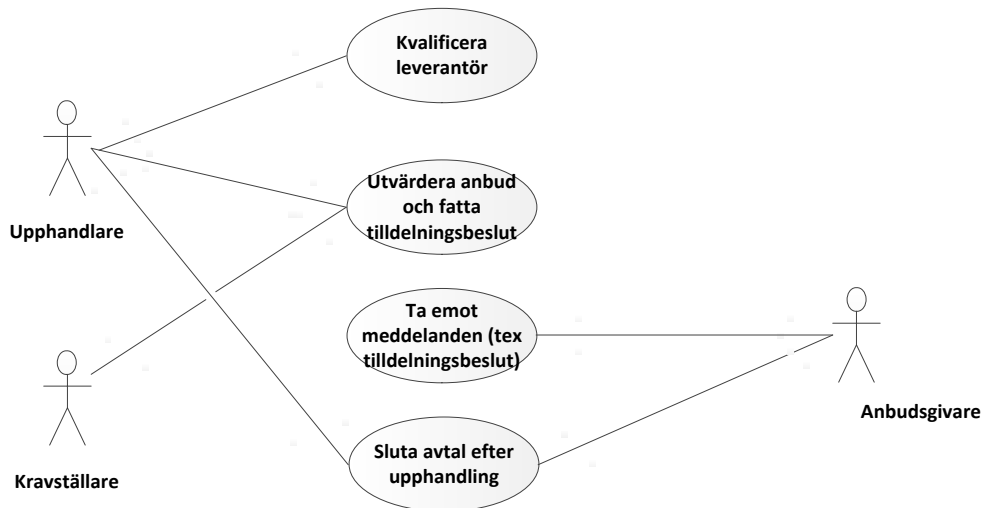 Kvalificera
leverantör
Upphandlare
Utvärdera anbud
och fatta
tilldelningsbeslut
Ta emot
meddelanden (tex
tilldelningsbeslut)
Anbudsgivare
Kravställare
Sluta avtal efter
upphandling